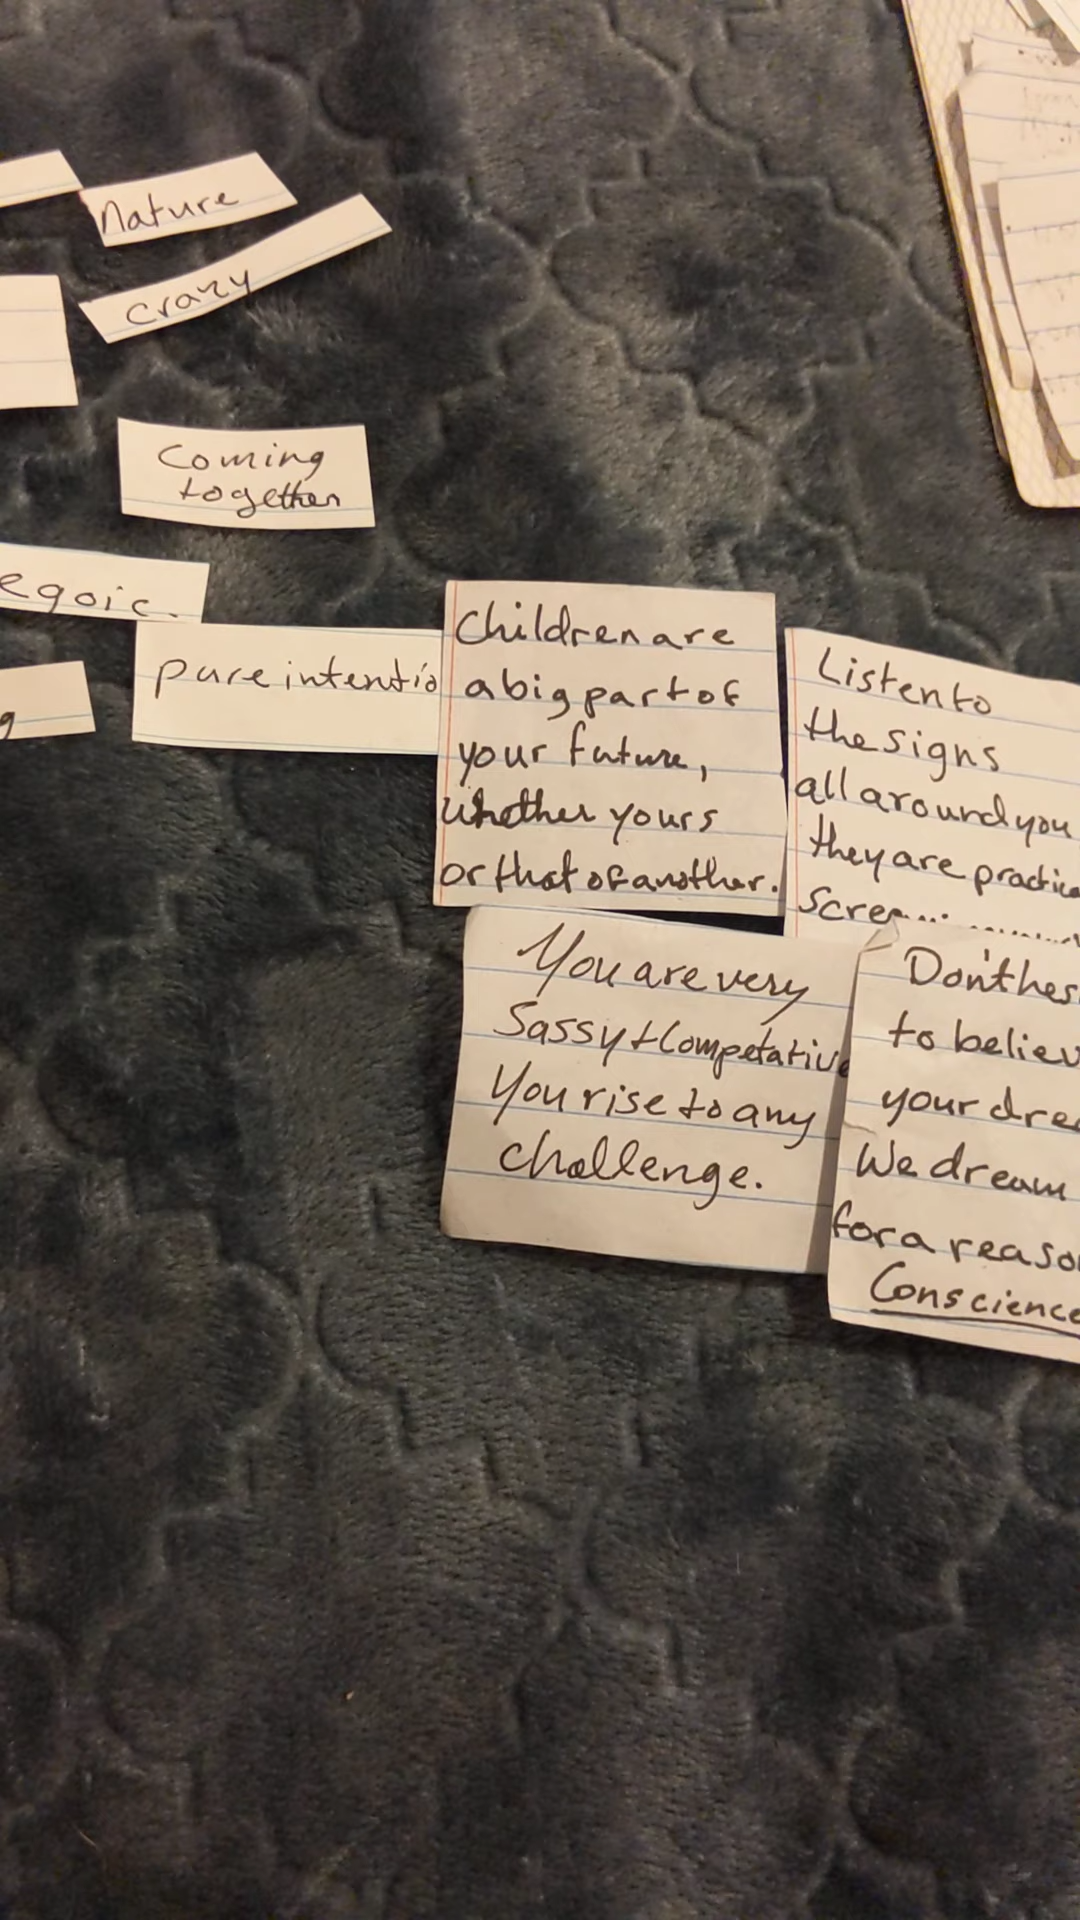 nature
crazy
Coming
together
egoic.
pure intentio
g
Children are
a big part of
your future,
whether yours
or that of another.
Listen to
the signs
all around you
they are practica
Scre
You are very
Sassy + Competative
You rise to any
challenge.
Don't hes
to believ
your drea
We dream
for a reaso
Conscience